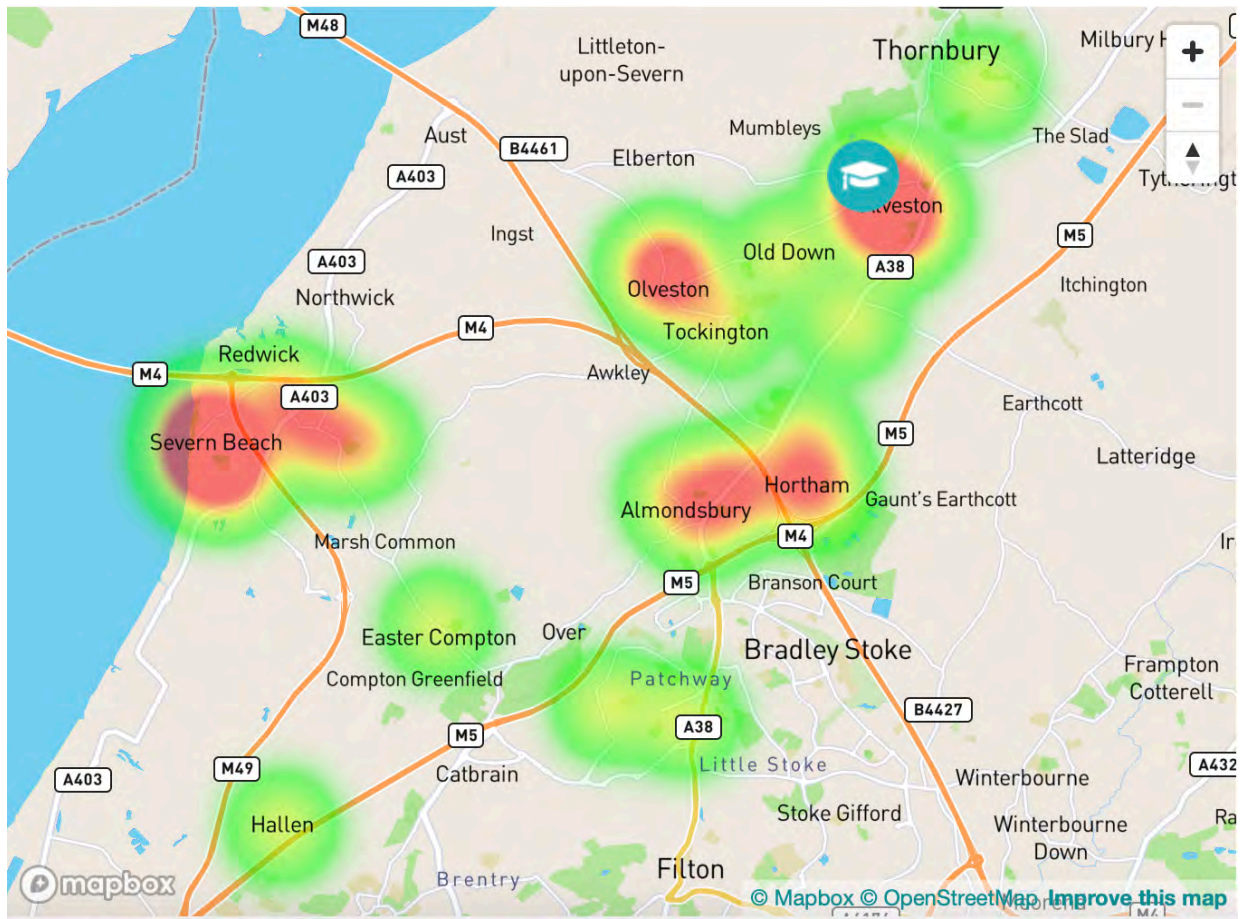 M48
Littleton-
upon-Severn
Thornbury
Milbury H
Aust
B4461
Mumbleys
The Slad
Elberton
A403
Alveston
Ingst
M5
Old Down
A403
A38
Itchington
Olveston
Northwick
M4
Tockington
Redwick
M4
Awkley
A403
Earthcott
M5
Severn Beach
Latteridge
Hortham
Gaunt's Earthcott
Almondsbury
M4
Marsh Common
M5
Branson Court
Easter Compton
Over
Bradley Stoke
Compton Greenfield
Patchway
Frampton
Cotterell
B4427
A38
M5
Little Stoke
M49
A403
Catbrain
Winterbourne
A432
Stoke Gifford
Hallen
Winterbourne
Down
Filton
Brentry
mapbox
© Mapbox © OpenStreetMap Improve this map